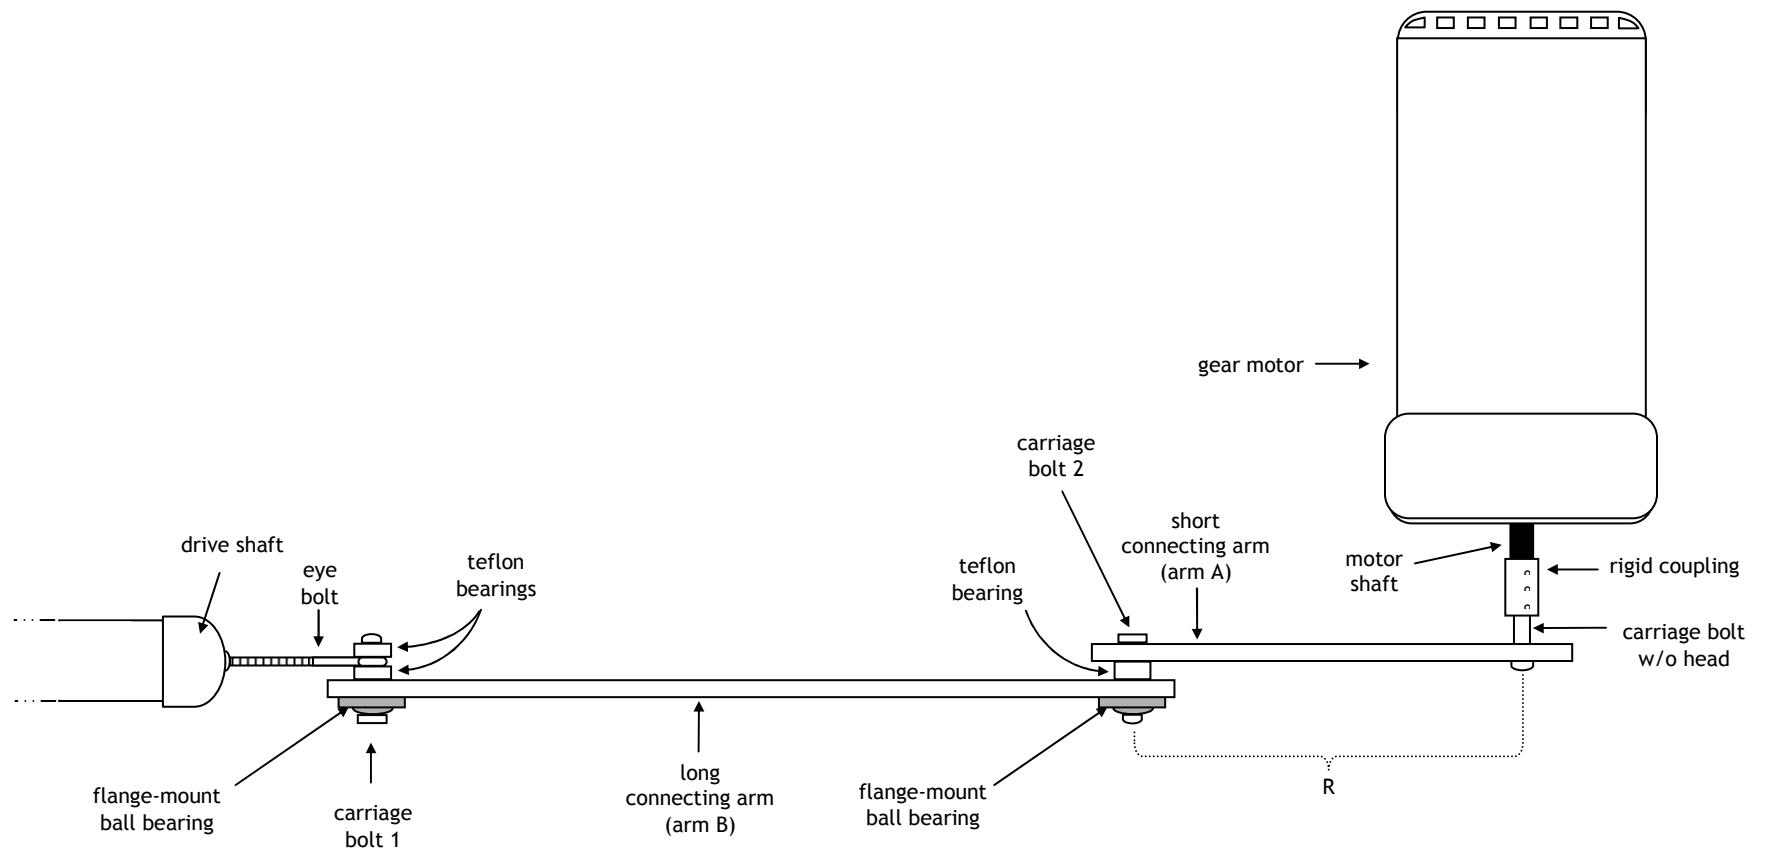 gear motor
carriage
bolt 2
short
connecting arm
(arm A)
drive shaft
eye
bolt
teflon
bearings
teflon
bearing
motor
shaft
rigid coupling
carriage bolt
w/o head
flange-mount
ball bearing
carriage
bolt 1
long
connecting arm
(arm B)
flange-mount
ball bearing
R